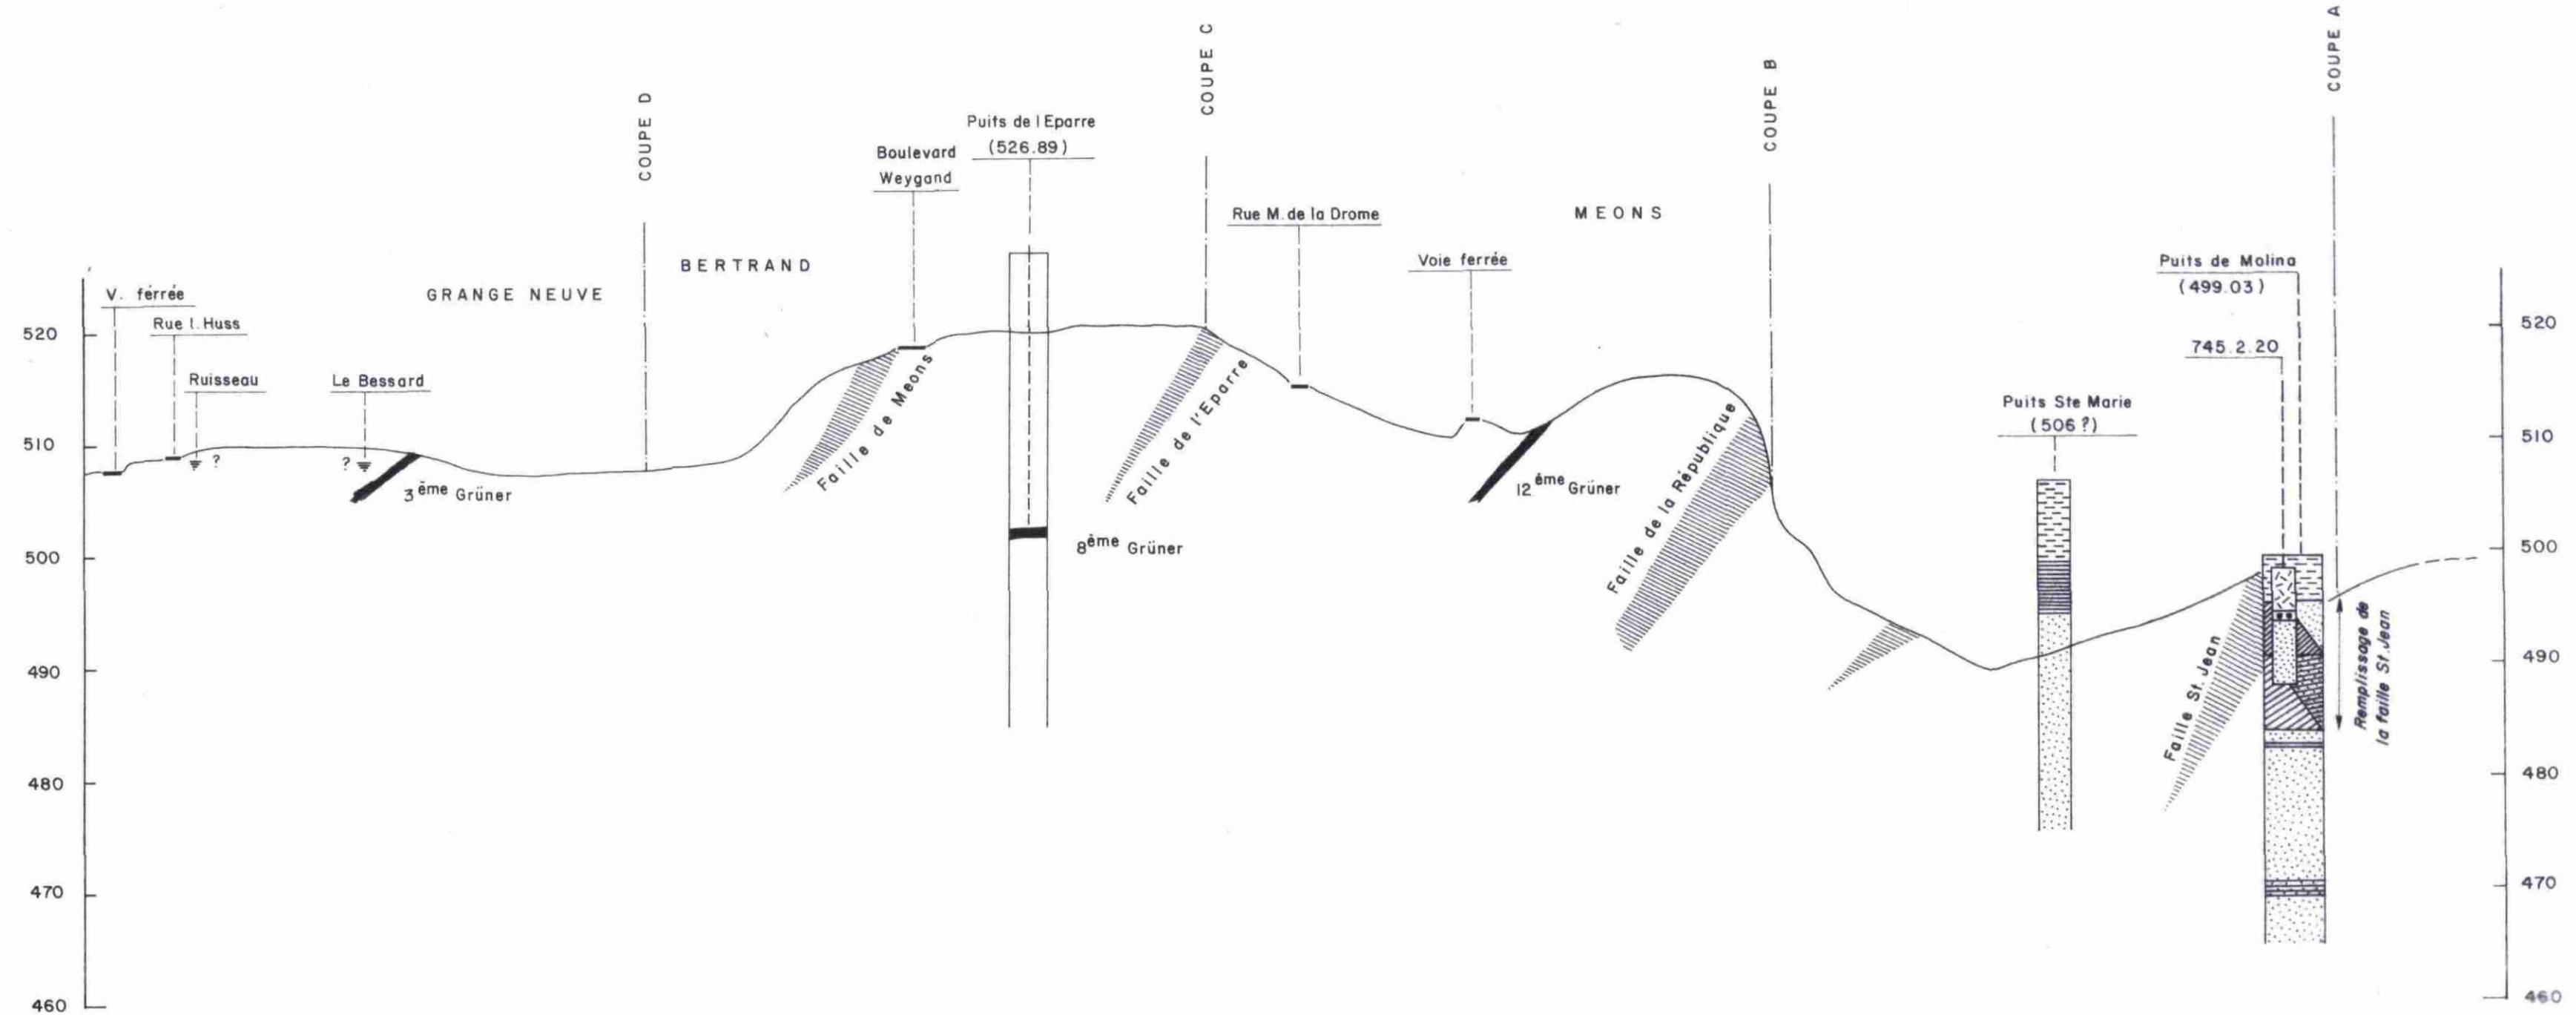 COUPE A
COUPE C
COUPE B
COUPE D
Puits de l Eparre
(526.89)
Boulevard
Weygand
Rue M. de la Drome
MEONS
Voie ferrée
Puits de Molina
(499.03)
BERTRAND
GRANGE NEUVE
V. férrée
Rue I. Huss
520
520
745.2.20
Ruisseau
Le Bessard
Puits Ste Marie
(506 ?)
510
510
?
?
3ème Grüner
Faille de Meons
Faille de l'Eparre
12ème Grüner
Faille de la République
8ème Grüner
500
500
490
490
Remplissage de
la faille St. Jean
Faille St. Jean
480
480
470
470
460
460